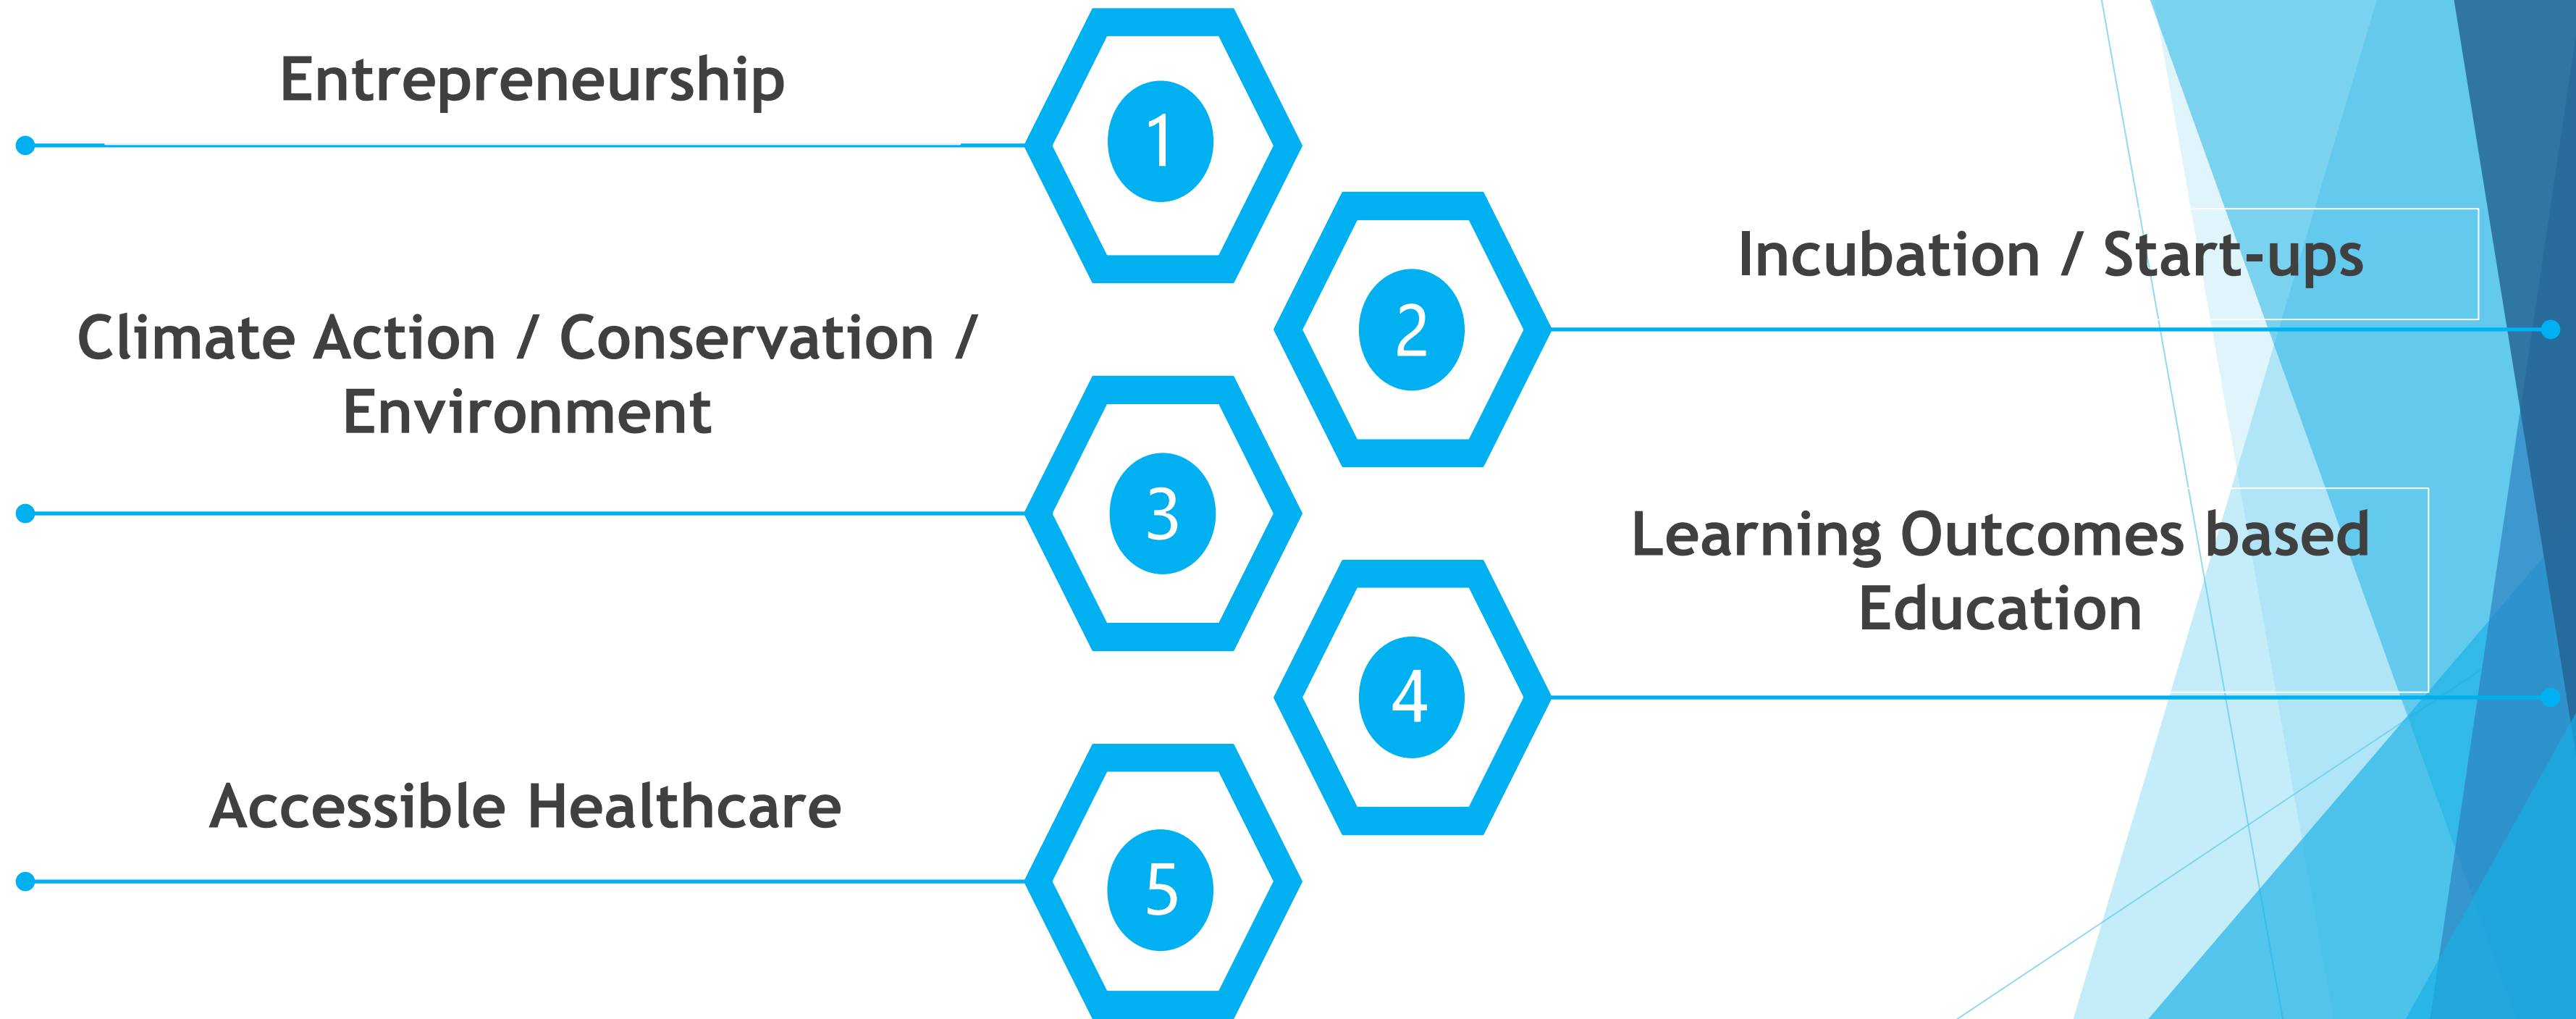 Entrepreneurship
1
Incubation / Start-ups
2
Climate Action / Conservation /
Environment
3
Learning Outcomes based
Education
4
Accessible Healthcare
5